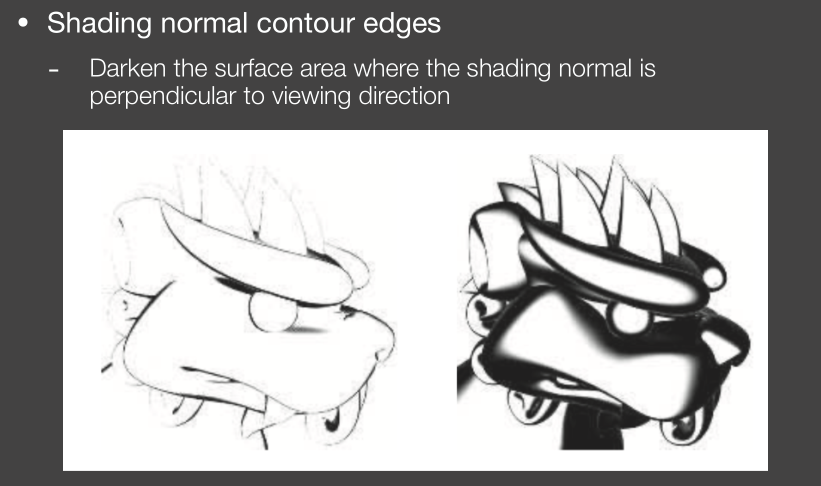 • Shading normal contour edges
- Darken the surface area where the shading normal is
perpendicular to viewing direction